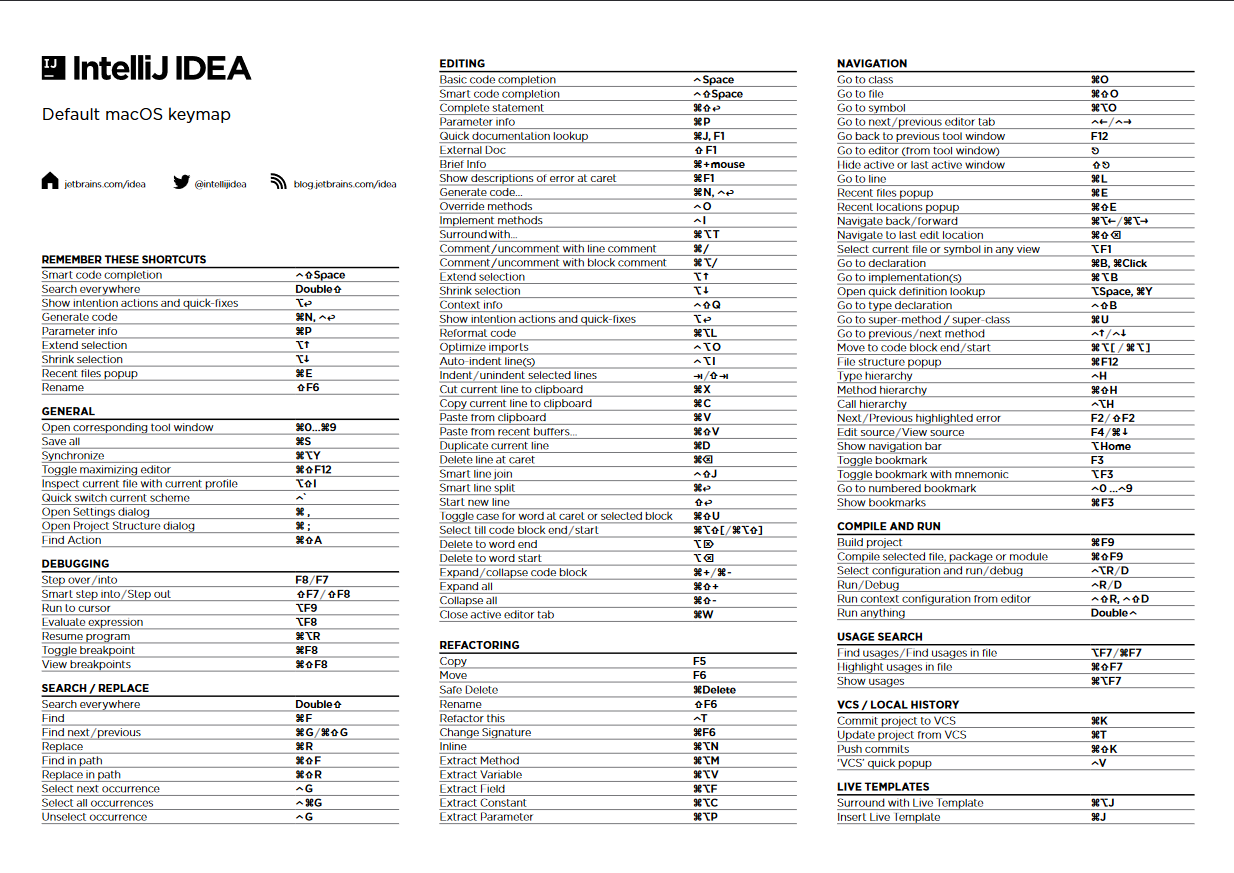 IJ IntelliJ IDEA
Default macOS keymap
jetbrains.com/idea @intellijidea blog.jetbrains.com/idea
REMEMBER THESE SHORTCUTS
Smart code completion ⌃⇧Space
Search everywhere Double⇧
Show intention actions and quick-fixes ⌥↩
Generate code ⌘N, ⌃↩
Parameter info ⌘P
Extend selection ⌥↑
Shrink selection ⌥↓
Recent files popup ⌘E
Rename ⇧F6
GENERAL
Open corresponding tool window ⌘0...⌘9
Save all ⌘S
Synchronize ⌘⌥Y
Toggle maximizing editor ⌘⇧F12
Inspect current file with current profile ⌥⇧I
Quick switch current scheme ⌃`
Open Settings dialog ⌘ ,
Open Project Structure dialog ⌘ ;
Find Action ⌘⇧A
DEBUGGING
Step over/into F8/F7
Smart step into/Step out ⇧F7/⇧F8
Run to cursor ⌥F9
Evaluate expression ⌥F8
Resume program ⌘⌥R
Toggle breakpoint ⌘F8
View breakpoints ⌘⇧F8
SEARCH / REPLACE
Search everywhere Double⇧
Find ⌘F
Find next/previous ⌘G/⌘⇧G
Replace ⌘R
Find in path ⌘⇧F
Replace in path ⌘⇧R
Select next occurrence ⌃G
Select all occurrences ⌃⌘G
Unselect occurrence ⌃G
EDITING
Basic code completion ⌃Space
Smart code completion ⌃⇧Space
Complete statement ⌘⇧↩
Parameter info ⌘P
Quick documentation lookup ⌘J, F1
External Doc ⇧F1
Brief Info ⌘+mouse
Show descriptions of error at caret ⌘F1
Generate code... ⌘N, ⌃↩
Override methods ⌃O
Implement methods ⌃I
Surround with... ⌘⌥T
Comment/uncomment with line comment ⌘/
Comment/uncomment with block comment ⌘⌥/
Extend selection ⌥↑
Shrink selection ⌥↓
Context info ⌃⇧Q
Show intention actions and quick-fixes ⌥↩
Reformat code ⌘⌥L
Optimize imports ⌃⌥O
Auto-indent line(s) ⌃⌥I
Indent/unindent selected lines ⇥/⇧⇥
Cut current line to clipboard ⌘X
Copy current line to clipboard ⌘C
Paste from clipboard ⌘V
Paste from recent buffers... ⌘⇧V
Duplicate current line ⌘D
Delete line at caret ⌘⌫
Smart line join ⌃⇧J
Smart line split ⌘↩
Start new line ⇧↩
Toggle case for word at caret or selected block ⌘⇧U
Select till code block end/start ⌘⌥⇧[/⌘⌥⇧]
Delete to word end ⌥⌦
Delete to word start ⌥⌫
Expand/collapse code block ⌘+/⌘-
Expand all ⌘⇧+
Collapse all ⌘⇧-
Close active editor tab ⌘W
REFACTORING
Copy F5
Move F6
Safe Delete ⌘Delete
Rename ⇧F6
Refactor this ⌃T
Change Signature ⌘F6
Inline ⌘⌥N
Extract Method ⌘⌥M
Extract Variable ⌘⌥V
Extract Field ⌘⌥F
Extract Constant ⌘⌥C
Extract Parameter ⌘⌥P
NAVIGATION
Go to class ⌘O
Go to file ⌘⇧O
Go to symbol ⌘⌥O
Go to next/previous editor tab ⌃←/⌃→
Go back to previous tool window F12
Go to editor (from tool window) ⎋
Hide active or last active window ⇧⎋
Go to line ⌘L
Recent files popup ⌘E
Recent locations popup ⌘⇧E
Navigate back/forward ⌘⌥←/⌘⌥→
Navigate to last edit location ⌘⇧⌫
Select current file or symbol in any view ⌥F1
Go to declaration ⌘B, ⌘Click
Go to implementation(s) ⌘⌥B
Open quick definition lookup ⌥Space, ⌘Y
Go to type declaration ⌃⇧B
Go to super-method / super-class ⌘U
Go to previous/next method ⌃↑/⌃↓
Move to code block end/start ⌘⌥[ /⌘⌥]
File structure popup ⌘F12
Type hierarchy ⌃H
Method hierarchy ⌘⇧H
Call hierarchy ⌃⌥H
Next/Previous highlighted error F2/⇧F2
Edit source/View source F4/⌘↓
Show navigation bar ⌥Home
Toggle bookmark F3
Toggle bookmark with mnemonic ⌥F3
Go to numbered bookmark ⌃0 ...⌃9
Show bookmarks ⌘F3
COMPILE AND RUN
Build project ⌘F9
Compile selected file, package or module ⌘⇧F9
Select configuration and run/debug ⌃⌥R/D
Run/Debug ⌃R/D
Run context configuration from editor ⌃⇧R, ⌃⇧D
Run anything Double⌃
USAGE SEARCH
Find usages/Find usages in file ⌥F7/⌘F7
Highlight usages in file ⌘⇧F7
Show usages ⌘⌥F7
VCS / LOCAL HISTORY
Commit project to VCS ⌘K
Update project from VCS ⌘T
Push commits ⌘⇧K
'VCS' quick popup ⌃V
LIVE TEMPLATES
Surround with Live Template ⌘⌥J
Insert Live Template ⌘J